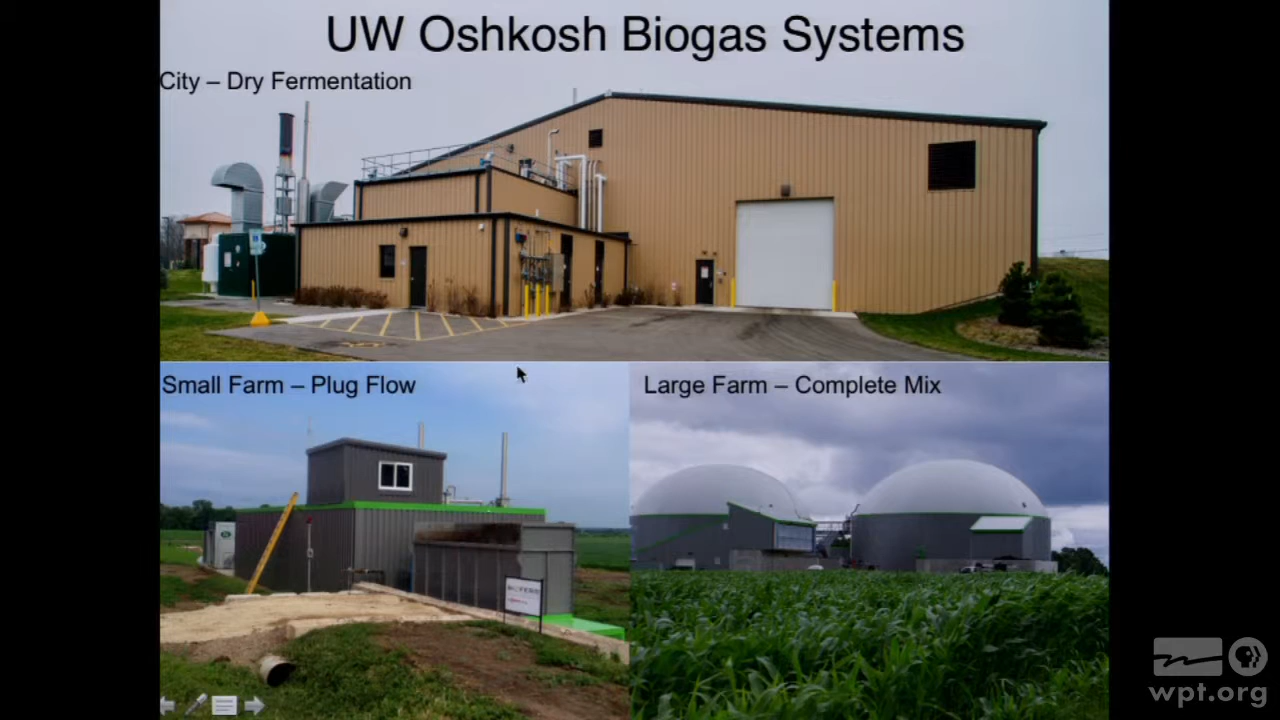 UW Oshkosh Biogas Systems
City – Dry Fermentation
Small Farm – Plug Flow
Large Farm – Complete Mix
wpt.org